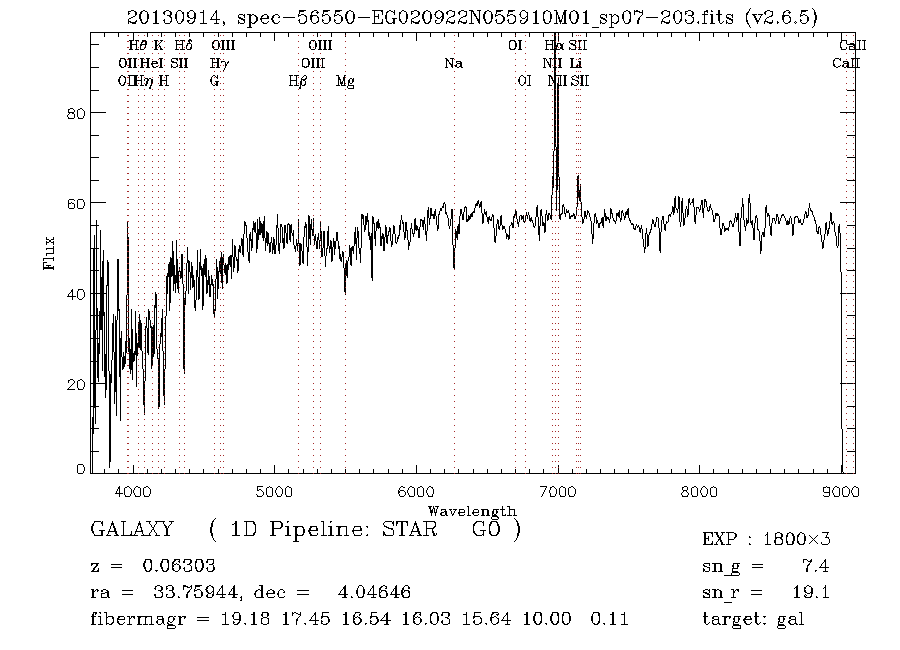 20130914, spec-56550-EG020922N055910M01_sp07-203.fits (v2.6.5)
Hθ K Hδ OIII OIII OI Hα SII CaII
OII HeI SII Hγ OIII Na NII Li CaII
OII Hη H G Hβ Mg OI NII SII
80
60
40
20
0
Flux
4000 5000 6000 7000 8000 9000
Wavelength
GALAXY ( 1D Pipeline: STAR G0 )
EXP : 1800×3
z = 0.06303
sn_g = 7.4
ra = 33.75944, dec = 4.04646
sn_r = 19.1
fibermagr = 19.18 17.45 16.54 16.03 15.64 10.00 0.11
target: gal